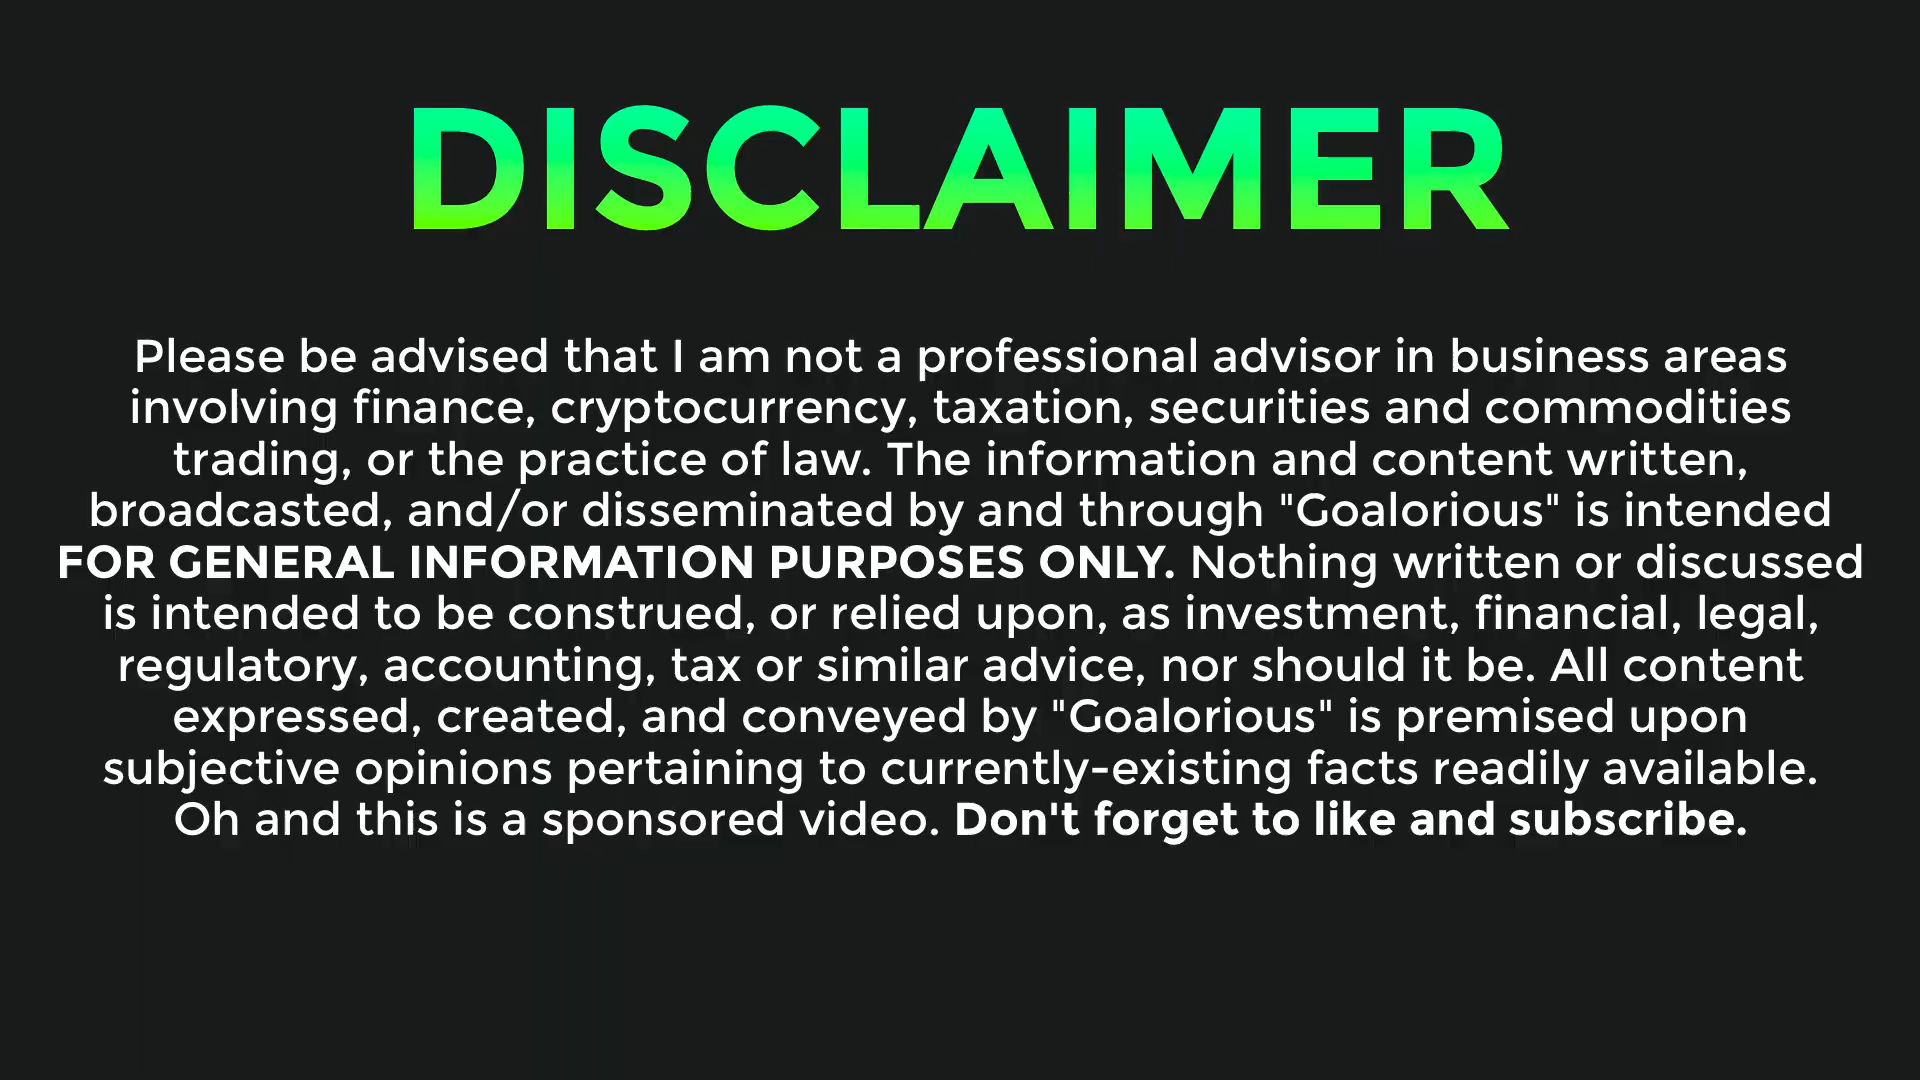 DISCLAIMER
Please be advised that I am not a professional advisor in business areas
involving finance, cryptocurrency, taxation, securities and commodities
trading, or the practice of law. The information and content written,
broadcasted, and/or disseminated by and through "Goalorious" is intended
FOR GENERAL INFORMATION PURPOSES ONLY. Nothing written or discussed
is intended to be construed, or relied upon, as investment, financial, legal,
regulatory, accounting, tax or similar advice, nor should it be. All content
expressed, created, and conveyed by "Goalorious" is premised upon
subjective opinions pertaining to currently-existing facts readily available.
Oh and this is a sponsored video. Don't forget to like and subscribe.